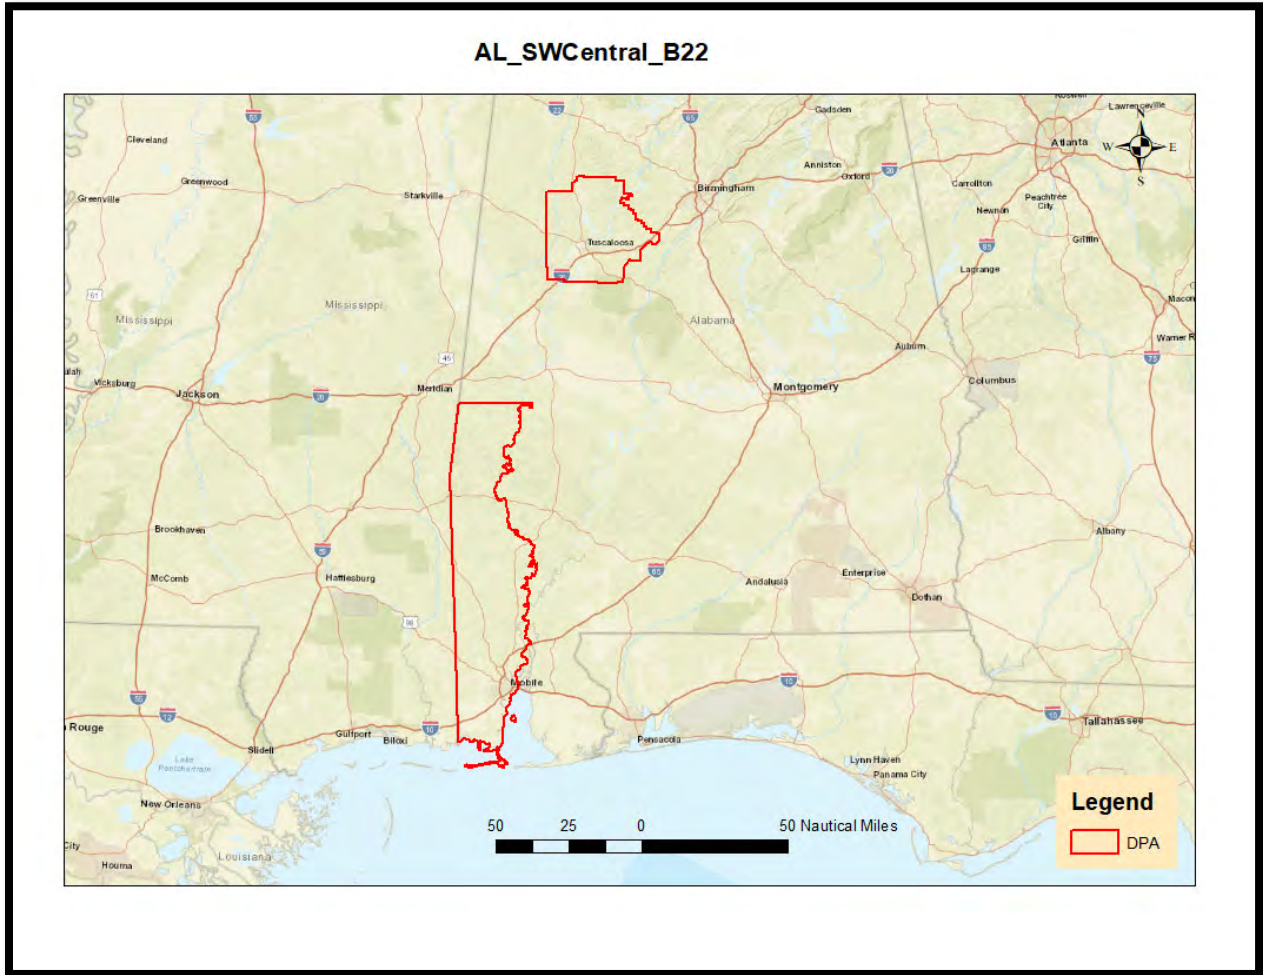 AL_SWCentral_B22
Gadsden
Lawrenceville
N
Cleveland
Atlanta
W
E
Anniston
S
Oxford
Greenwood
Carrollton
Starkville
Birmingham
Greenville
Peachtree
City
Newnan
Tuscaloosa
Griffin
Lagrange
Macon
Mississippi
Mississippi
Alabama
Warner R
Auburn
Vicksburg
Meridian
Columbus
Jackson
Montgomery
Brookhaven
Albany
McComb
Hattiesburg
Andalusia
Enterprise
Dothan
Mobile
Tallahassee
n Rouge
Gulfport
Biloxi
Pensacola
Slidell
Lake
Pontchartrain
Lynn Haven
Panama City
New Orleans
Legend
50 25 0 50 Nautical Miles
DPA
City
Louisiana
Houma